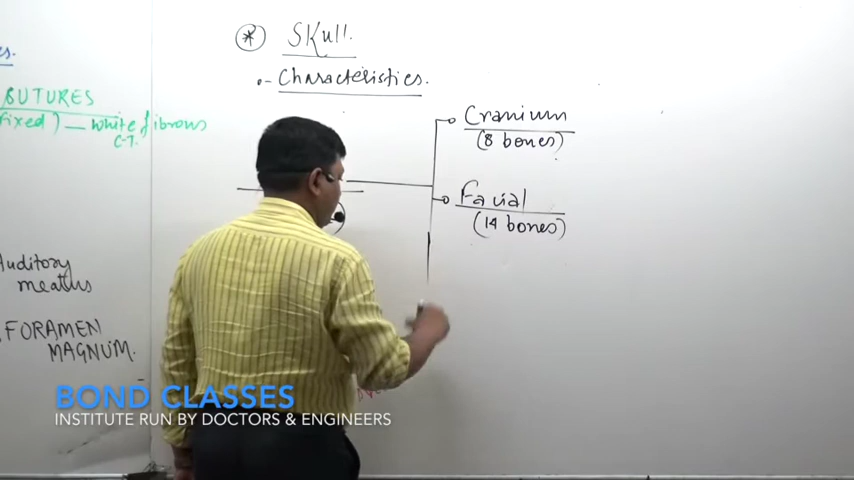 es.
SUTURES
fixed) — white fibrous
C-T.
Auditory
meatus
FORAMEN
MAGNUM.
* Skull.
Characteristics.
Cranium
(8 bones)
Facial
(14 bones)
BOND CLASSES
INSTITUTE RUN BY DOCTORS & ENGINEERS